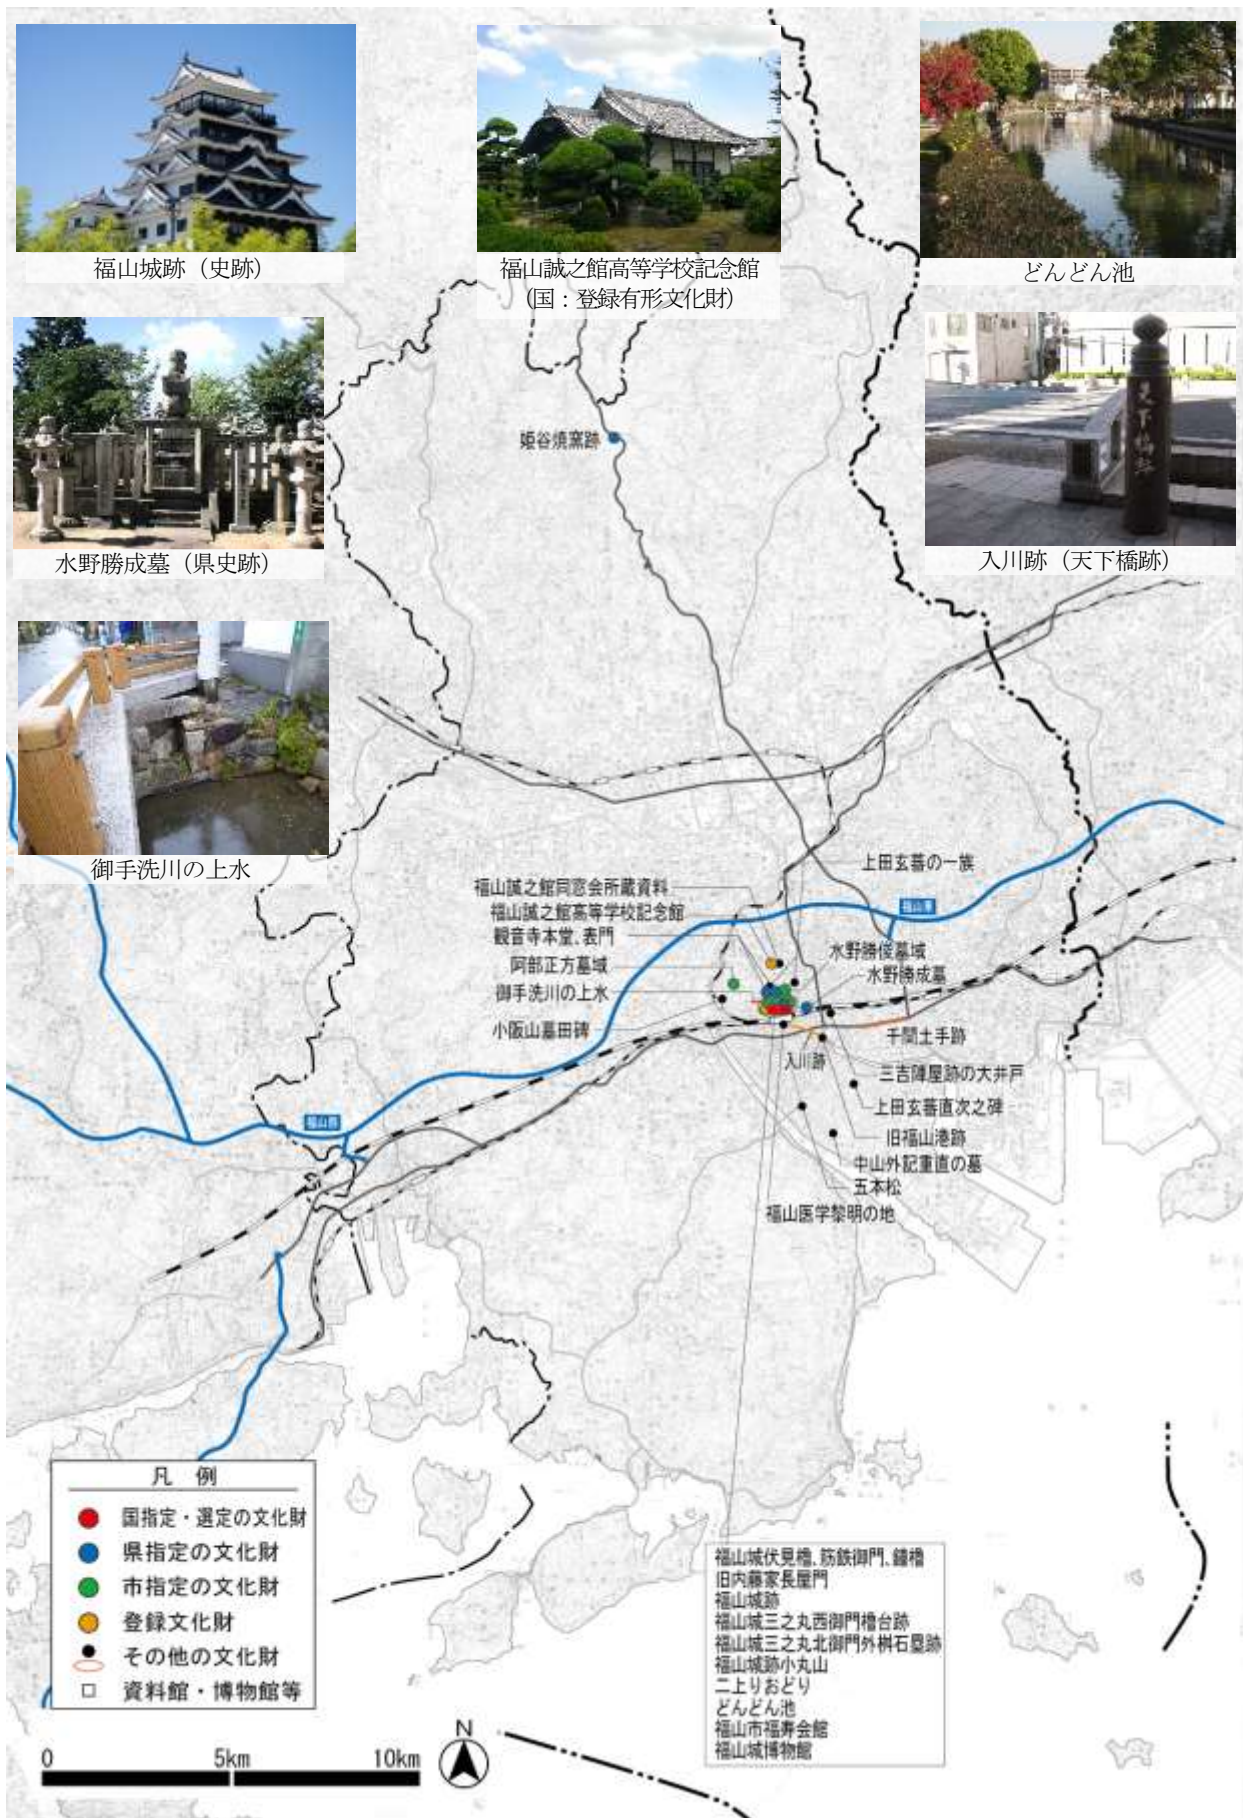 福山城跡（史跡）
福山誠之館高等学校記念館
（国：登録有形文化財）
どんどん池
天下橋跡
水野勝成墓（県史跡）
入川跡（天下橋跡）
御手洗川の上水
姫谷焼窯跡
上田玄蕃の一族
福山東
福山誠之館同窓会所蔵資料
福山誠之館高等学校記念館
観音寺本堂、表門
阿部正方墓域
御手洗川の上水
小阪山墓田碑
水野勝俊墓域
水野勝成墓
千間土手跡
入川跡
三吉陣屋跡の大井戸
上田玄蕃直次之碑
旧福山港跡
中山外記重直の墓
五本松
福山医学黎明の地
福山西
凡 例
国指定・選定の文化財
県指定の文化財
市指定の文化財
登録文化財
その他の文化財
資料館・博物館等
福山城伏見櫓、筋鉄御門、鐘櫓
旧内藤家長屋門
福山城跡
福山城三之丸西御門櫓台跡
福山城三之丸北御門外枡石塁跡
福山城跡小丸山
二上りおどり
どんどん池
福山市福寿会館
福山城博物館
0 5km 10km
N